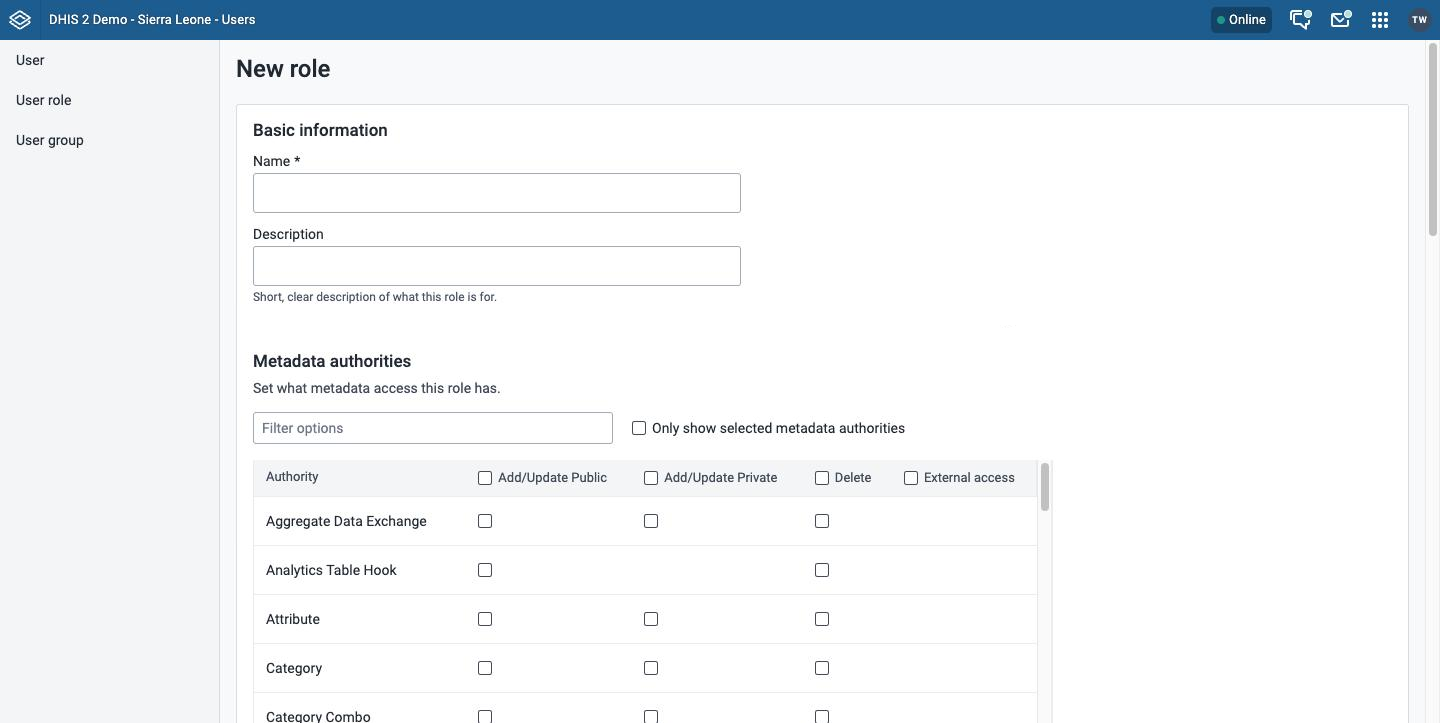 DHIS 2 Demo - Sierra Leone - Users
Online
TW
User
User role
User group
New role
Basic information
Name *
Description
Short, clear description of what this role is for.
Metadata authorities
Set what metadata access this role has.
Filter options
Only show selected metadata authorities
Authority Add/Update Public Add/Update Private Delete External access
Aggregate Data Exchange
Analytics Table Hook
Attribute
Category
Category Combo